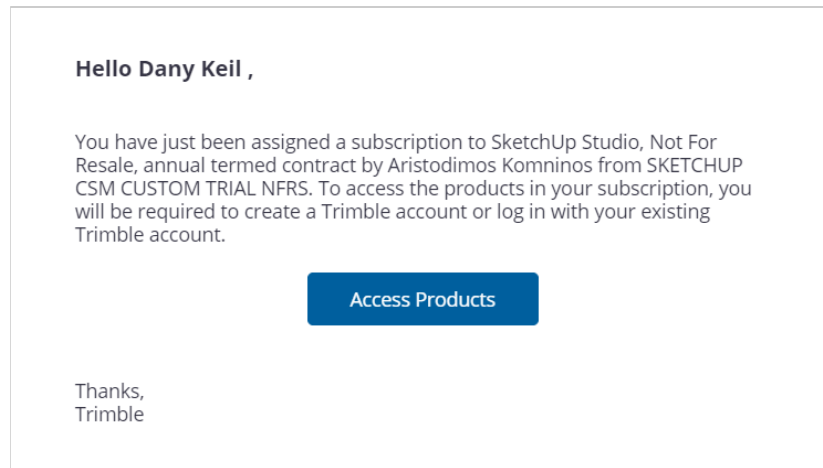 Hello Dany Keil ,
You have just been assigned a subscription to SketchUp Studio, Not For
Resale, annual termed contract by Aristodimos Komninos from SKETCHUP
CSM CUSTOM TRIAL NFRS. To access the products in your subscription, you
will be required to create a Trimble account or log in with your existing
Trimble account.
Access Products
Thanks,
Trimble